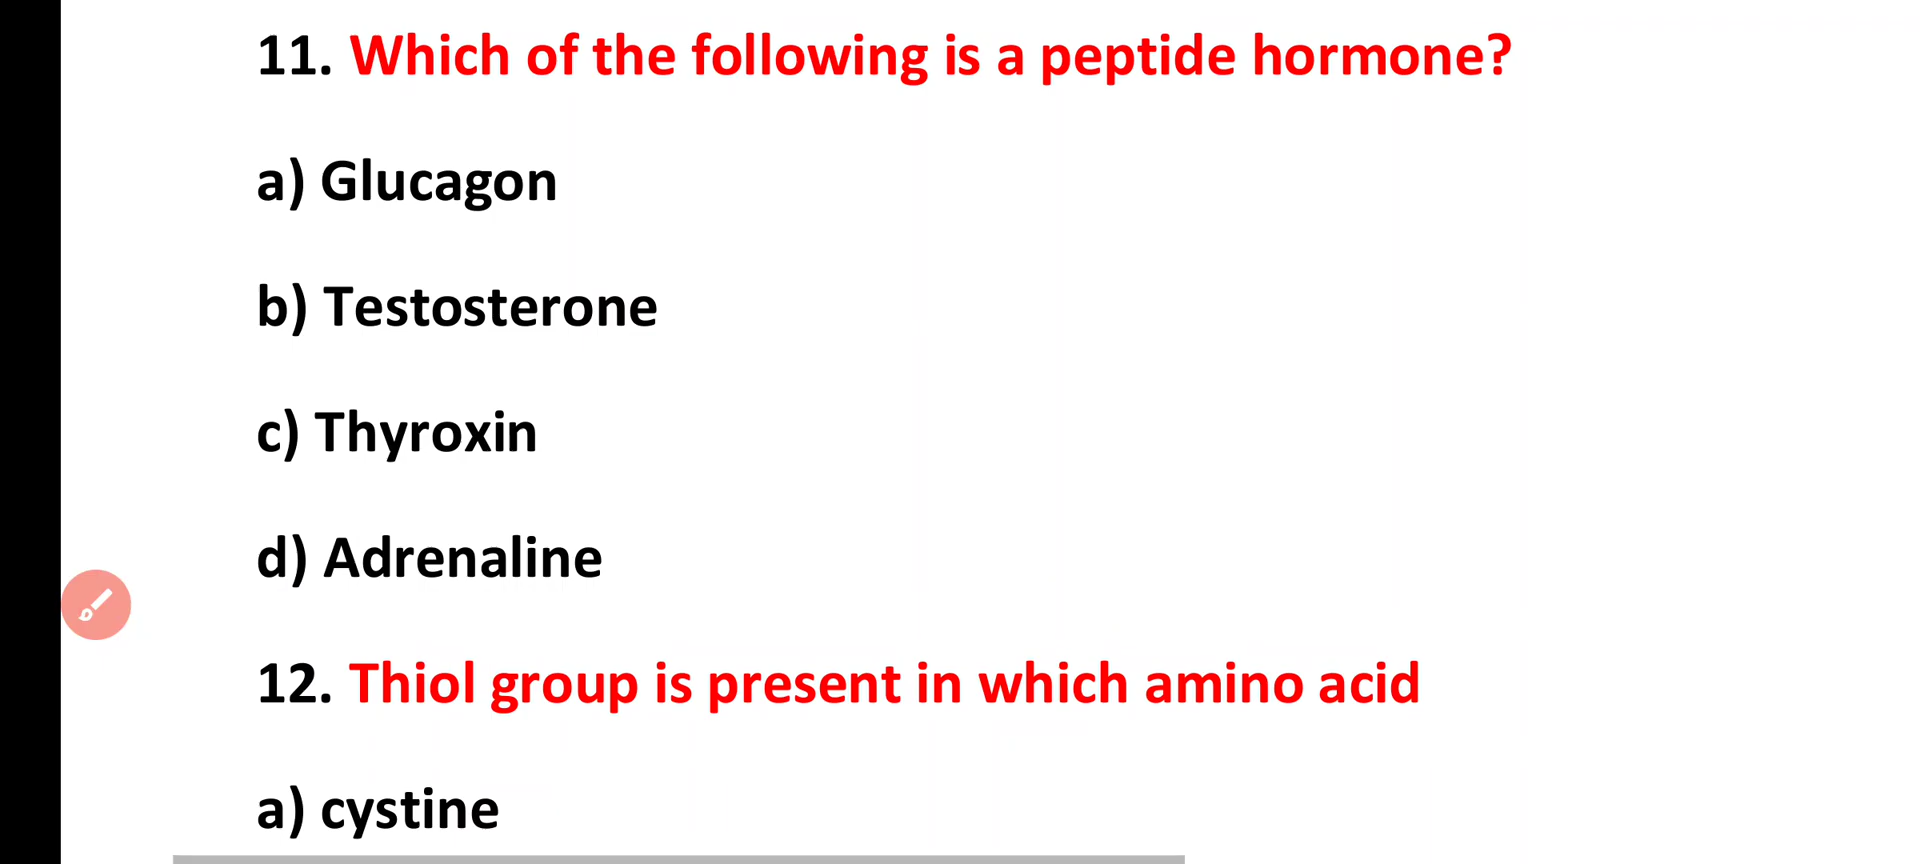 11. Which of the following is a peptide hormone?
a) Glucagon
b) Testosterone
c) Thyroxin
d) Adrenaline
12. Thiol group is present in which amino acid
a) cystine